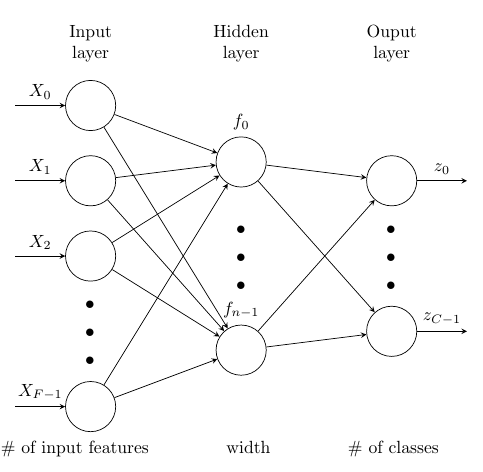 Input
layer
Hidden
layer
Ouput
layer
X_0
X_1
X_2
X_{F-1}
f_0
f_{n-1}
z_0
z_{C-1}
# of input features
width
# of classes